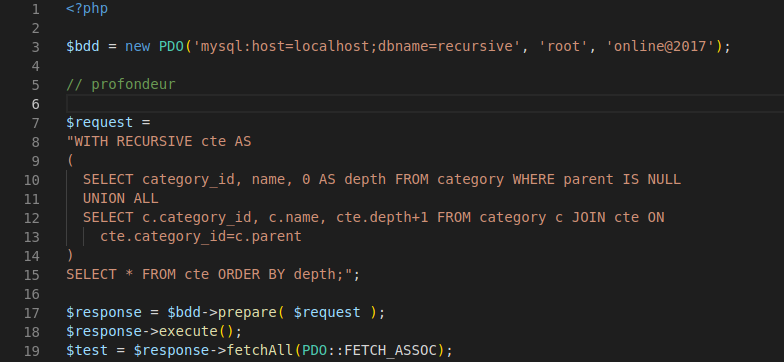 1 <?php
2
3 $bdd = new PDO('mysql:host=localhost;dbname=recursive', 'root', 'online@2017');
4
5 // profondeur
6
7 $request =
8 "WITH RECURSIVE cte AS
9 (
10   SELECT category_id, name, 0 AS depth FROM category WHERE parent IS NULL
11   UNION ALL
12   SELECT c.category_id, c.name, cte.depth+1 FROM category c JOIN cte ON
13     cte.category_id=c.parent
14 )
15 SELECT * FROM cte ORDER BY depth;";
16
17 $response = $bdd->prepare( $request );
18 $response->execute();
19 $test = $response->fetchAll(PDO::FETCH_ASSOC);